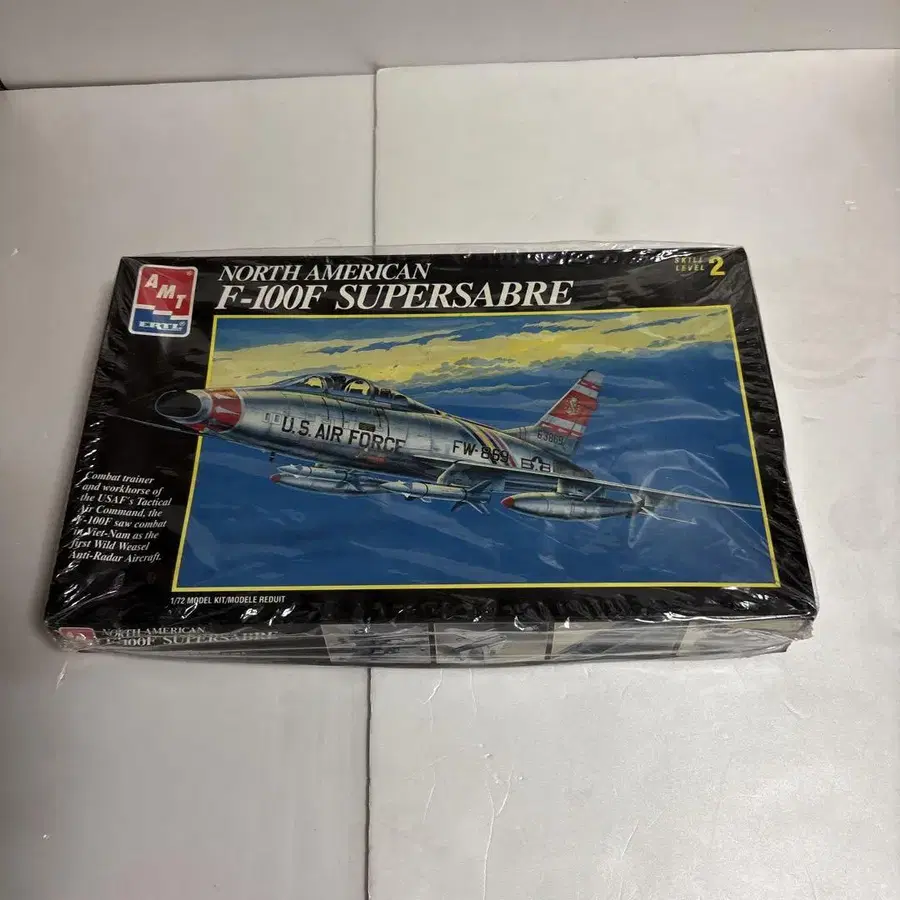 AMT
ERTL
NORTH AMERICAN
F-100F SUPERSABRE
SKILL
LEVEL 2
U.S. AIR FORCE
FW-869
Combat trainer
and workhorse of
the USAF's Tactical
Air Command, the
F-100F saw combat
in Viet-Nam as the
first Wild Weasel
Anti-Radar Aircraft.
1/72 MODEL KIT/MODELE REDUIT
NORTH AMERICAN
F-100F SUPERSABRE